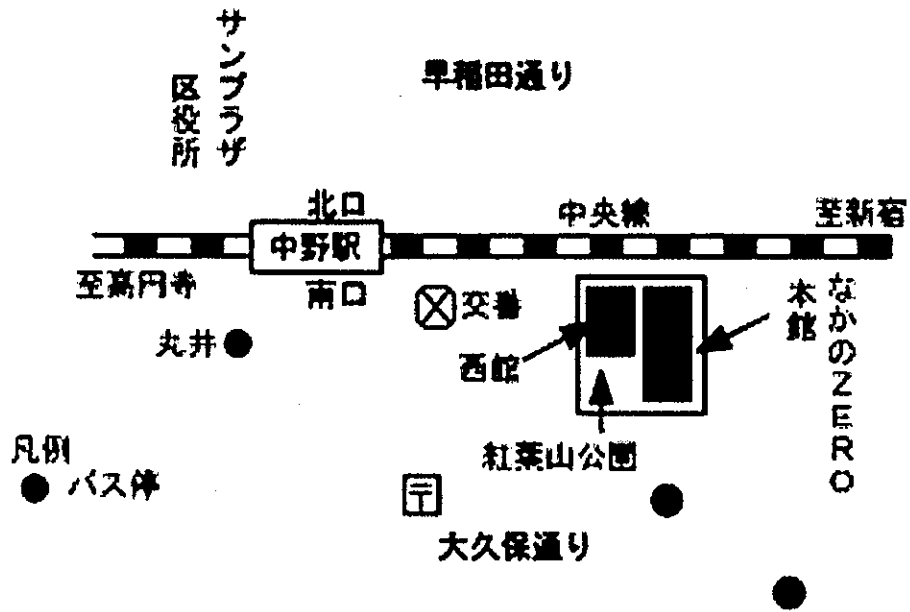 サンプラザ
区役所
早稲田通り
北口
中央線
至新宿
中野駅
至高円寺
南口
交番
丸井
西館
なかのZERO
本館
紅葉山公園
凡例
バス停
〒
大久保通り